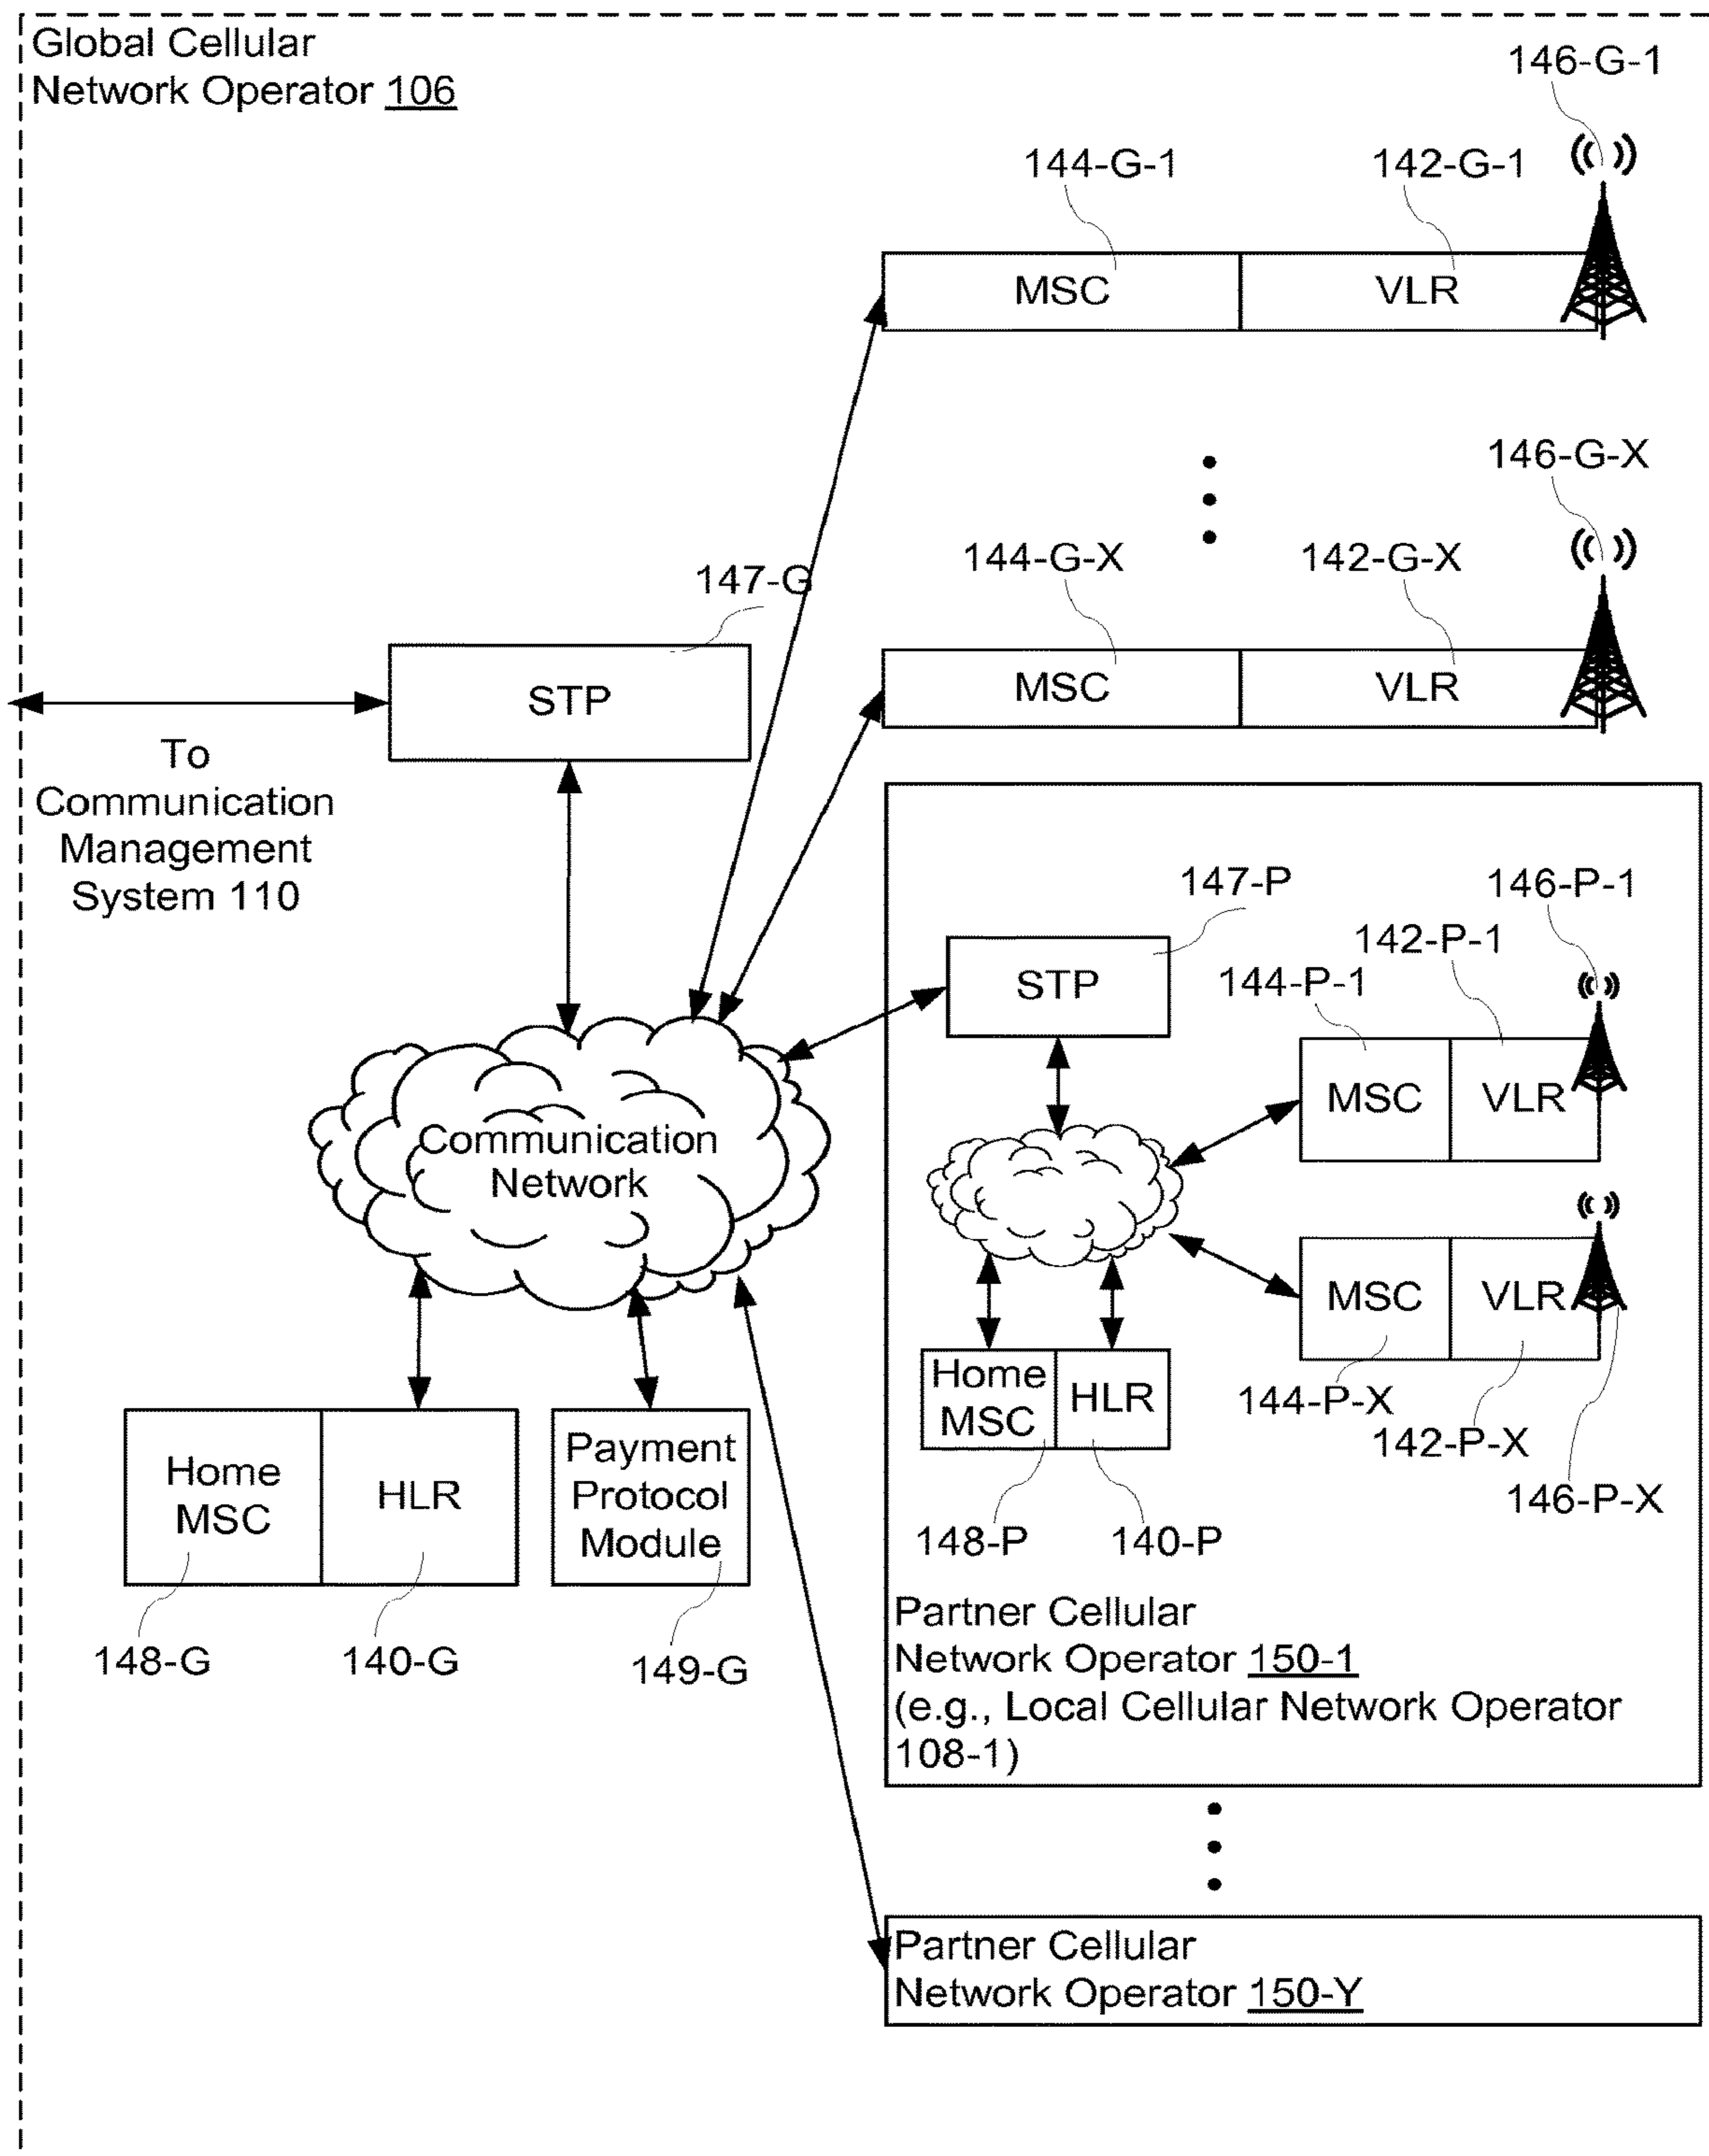 Global Cellular
Network Operator 106
146-G-1
144-G-1
142-G-1
MSC
VLR
146-G-X
144-G-X
142-G-X
147-G
STP
MSC
VLR
To
Communication
Management
System 110
147-P
146-P-1
142-P-1
144-P-1
STP
MSC
VLR
Communication
Network
MSC
VLR
Home
MSC
HLR
144-P-X
142-P-X
146-P-X
148-P
140-P
Home
MSC
HLR
Payment
Protocol
Module
148-G
140-G
149-G
Partner Cellular
Network Operator 150-1
(e.g., Local Cellular Network Operator
108-1)
Partner Cellular
Network Operator 150-Y